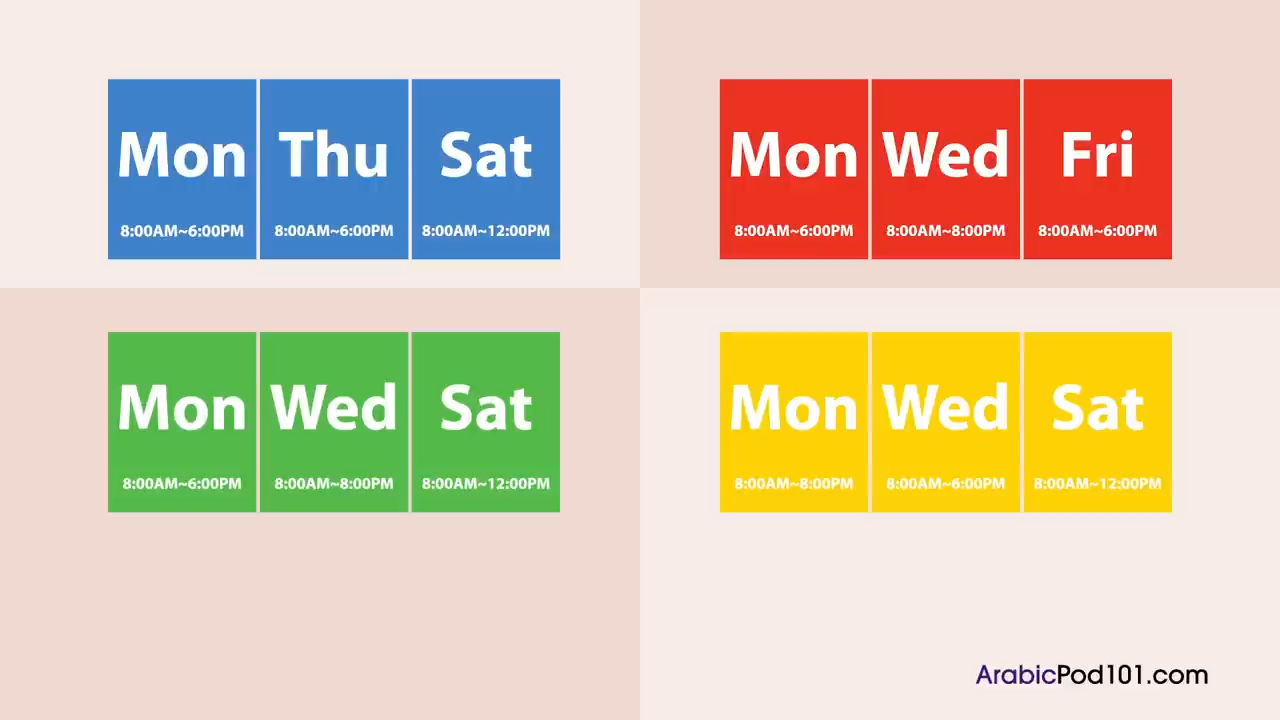 Mon Thu Sat
8:00AM~6:00PM 8:00AM~6:00PM 8:00AM~12:00PM
Mon Wed Fri
8:00AM~6:00PM 8:00AM~8:00PM 8:00AM~6:00PM
Mon Wed Sat
8:00AM~6:00PM 8:00AM~8:00PM 8:00AM~12:00PM
Mon Wed Sat
8:00AM~8:00PM 8:00AM~6:00PM 8:00AM~12:00PM
ArabicPod101.com